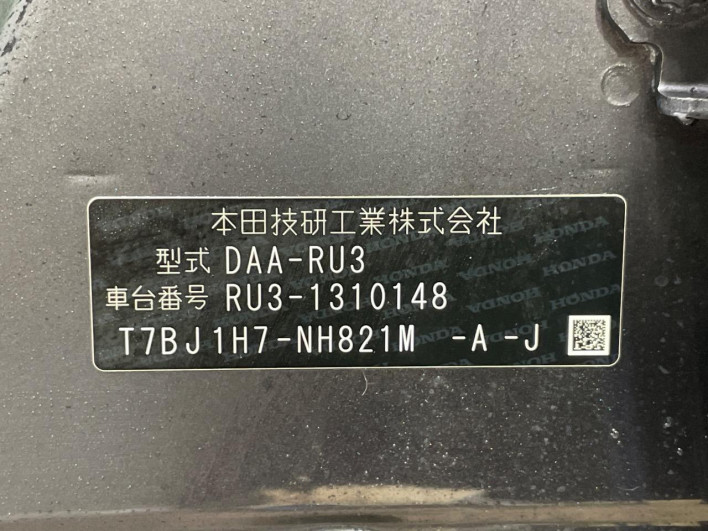 本田技研工業株式会社
型式 DAA-RU3
車台番号 RU3-1310148
T7BJ1H7-NH821M -A-J